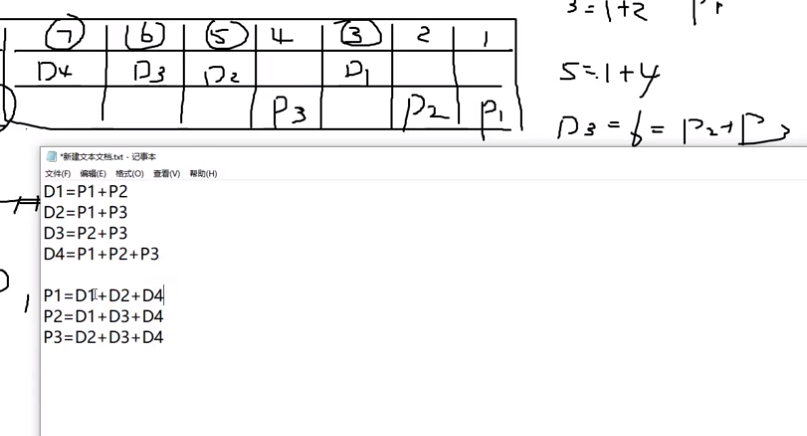 3=1+2 P1
⑦ ⑥ ⑤ 4 ③ 2 1
D4 D3 D2 D1
5=1+4
P3 P2 P1
D3=6=P2+P3
*新建文本文档.txt - 记事本
文件(F) 编辑(E) 格式(O) 查看(V) 帮助(H)
D1=P1+P2
D2=P1+P3
D3=P2+P3
D4=P1+P2+P3
P1=D1+D2+D4
P2=D1+D3+D4
P3=D2+D3+D4